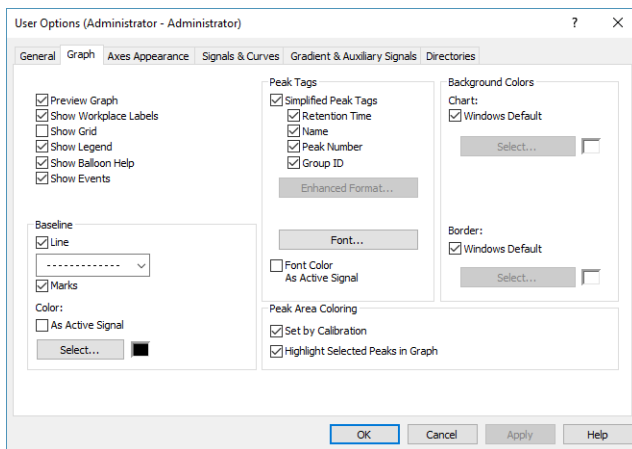 User Options (Administrator - Administrator)
General Graph Axes Appearance Signals & Curves Gradient & Auxiliary Signals Directories
Preview Graph
Show Workplace Labels
Show Grid
Show Legend
Show Balloon Help
Show Events
Baseline
Line
Marks
Color:
As Active Signal
Select...
Peak Tags
Simplified Peak Tags
Retention Time
Name
Peak Number
Group ID
Enhanced Format...
Font...
Font Color
As Active Signal
Background Colors
Chart:
Windows Default
Select...
Border:
Windows Default
Select...
Peak Area Coloring
Set by Calibration
Highlight Selected Peaks in Graph
OK Cancel Apply Help